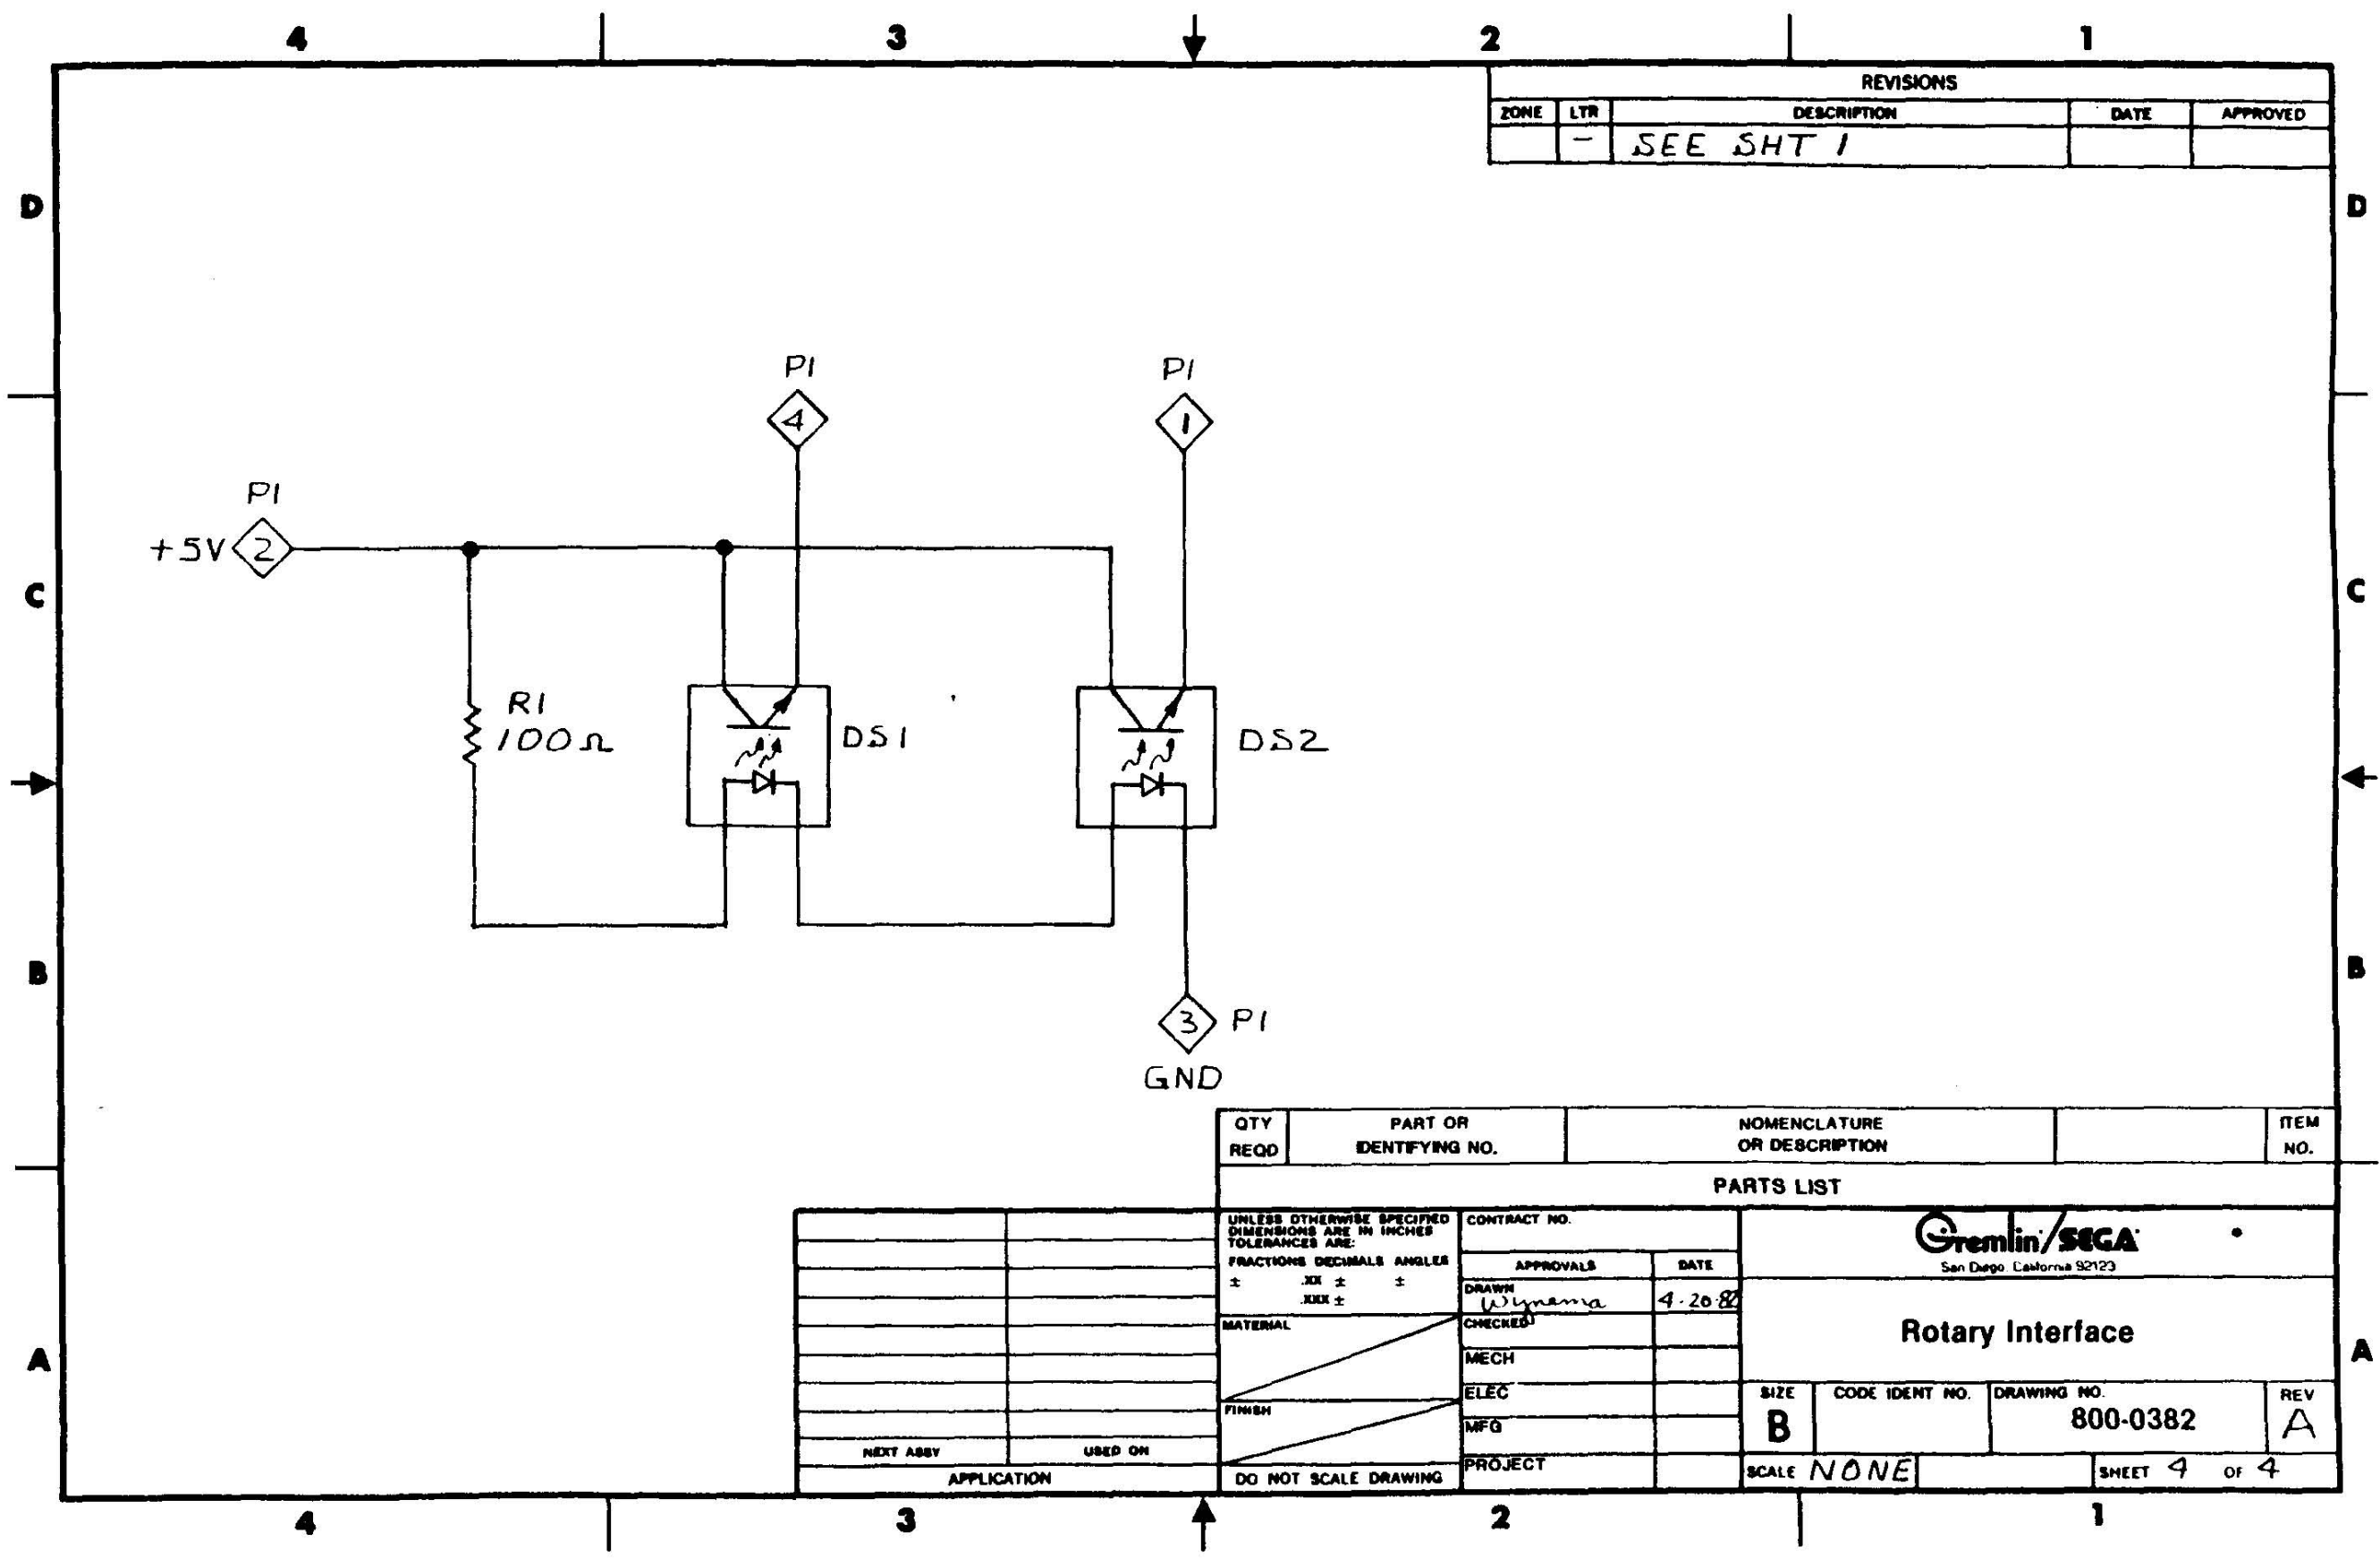 4 3 2 1
REVISIONS
ZONE LTR DESCRIPTION DATE APPROVED
- SEE SHT 1
D D
P1 P1
4 1
P1
+5V 2
C C
R1
100Ω
DS1 DS2
B B
3 P1
GND
QTY REQD PART OR IDENTIFYING NO. NOMENCLATURE OR DESCRIPTION ITEM NO.
PARTS LIST
UNLESS OTHERWISE SPECIFIED
DIMENSIONS ARE IN INCHES
TOLERANCES ARE:
FRACTIONS DECIMALS ANGLES
± .XX ± ±
.XXX ±
MATERIAL
FINISH
DO NOT SCALE DRAWING
NEXT ASSY USED ON
APPLICATION
CONTRACT NO.
APPROVALS DATE
DRAWN
Wynema 4-20-82
CHECKED
MECH
ELEC
MFG
PROJECT
Gremlin/SEGA
San Diego, California 92123
Rotary Interface
A A
SIZE CODE IDENT NO. DRAWING NO. REV
B 800-0382 A
SCALE NONE SHEET 4 OF 4
4 3 2 1